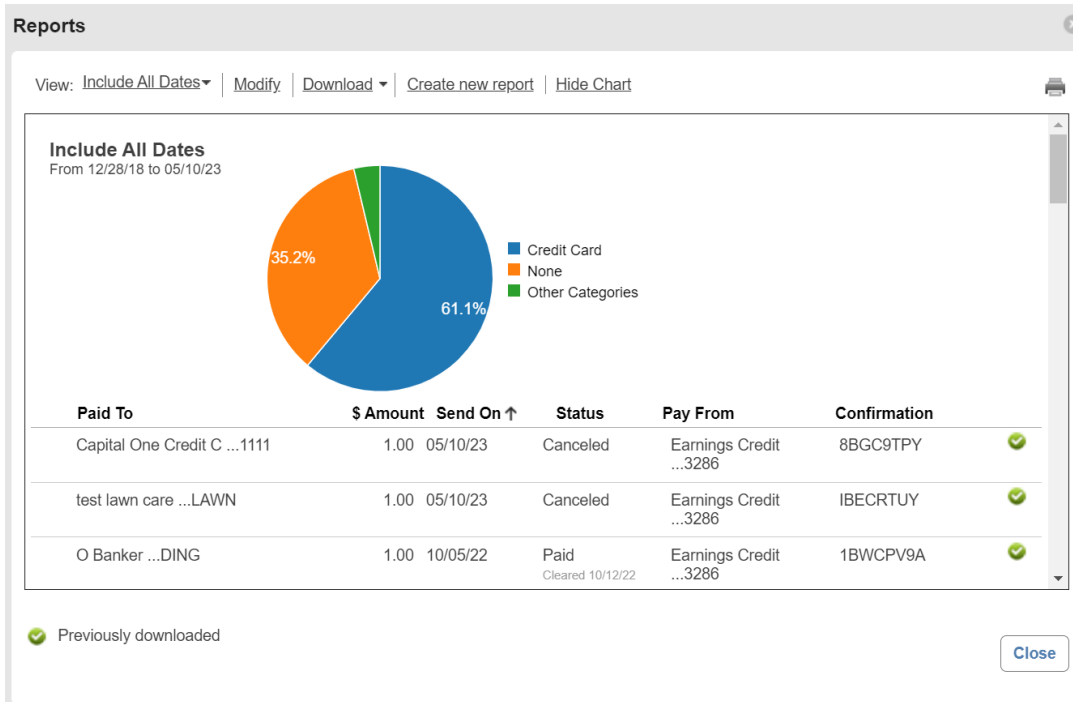 Reports
View: Include All Dates Modify Download Create new report Hide Chart
Include All Dates
From 12/28/18 to 05/10/23
35.2%
61.1%
Credit Card
None
Other Categories
Paid To $ Amount Send On Status Pay From Confirmation
Capital One Credit C ...1111 1.00 05/10/23 Canceled Earnings Credit 8BGC9TPY
...3286
test lawn care ...LAWN 1.00 05/10/23 Canceled Earnings Credit IBECRTUY
...3286
O Banker ...DING 1.00 10/05/22 Paid Earnings Credit 1BWCPV9A
Cleared 10/12/22 ...3286
Previously downloaded
Close